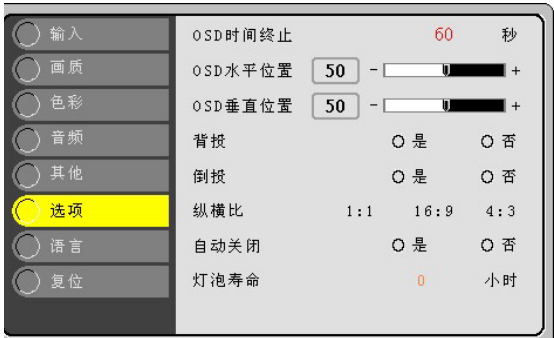 输入
画质
色彩
音频
其他
选项
语言
复位
OSD时间终止 60 秒
OSD水平位置 50 - +
OSD垂直位置 50 - +
背投 是 否
倒投 是 否
纵横比 1:1 16:9 4:3
自动关闭 是 否
灯泡寿命 0 小时